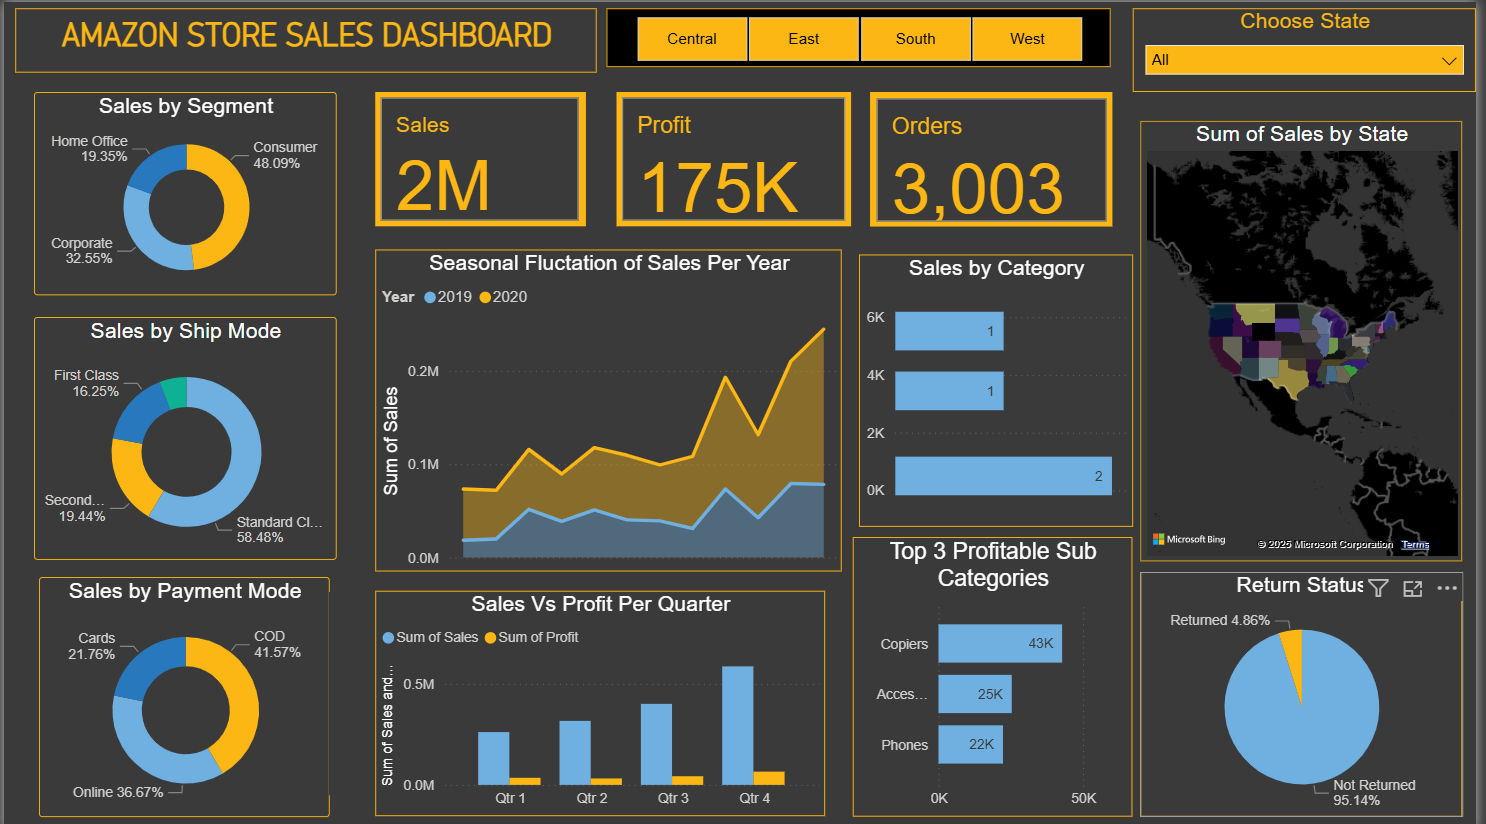 AMAZON STORE SALES DASHBOARD
Central
East
South
West
Choose State
All
Sales by Segment
Home Office
19.35%
Consumer
48.09%
Corporate
32.55%
Sales
2M
Profit
175K
Orders
3,003
Sum of Sales by State
Microsoft Bing
© 2025 Microsoft Corporation
Terms
Seasonal Fluctation of Sales Per Year
Year
2019
2020
Sum of Sales
0.2M
0.1M
0.0M
Sales by Category
6K
4K
2K
0K
1
1
2
Sales by Ship Mode
First Class
16.25%
Second...
19.44%
Standard Cl...
58.48%
Top 3 Profitable Sub
Categories
Copiers
43K
Acces...
25K
Phones
22K
0K
50K
Sales by Payment Mode
Cards
21.76%
COD
41.57%
Online 36.67%
Sales Vs Profit Per Quarter
Sum of Sales
Sum of Profit
Sum of Sales and...
0.5M
0.0M
Qtr 1
Qtr 2
Qtr 3
Qtr 4
Return Status
Returned 4.86%
Not Returned
95.14%